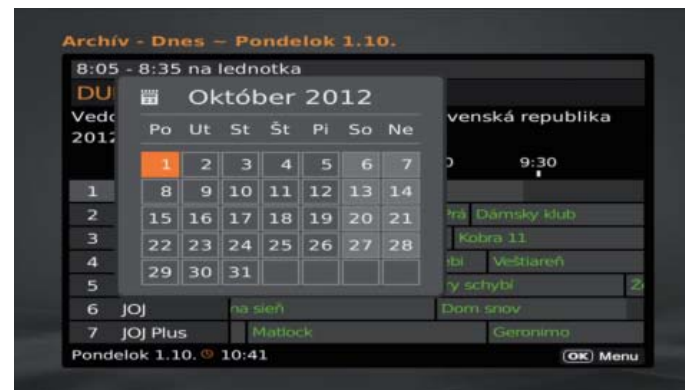 Archív - Dnes ~ Pondelok 1.10.
8:05 - 8:35 na lednotka
DU
Vedo
venská republika
2012
Október 2012
Po Ut St Št Pi So Ne
1 2 3 4 5 6 7
8 9 10 11 12 13 14
15 16 17 18 19 20 21
22 23 24 25 26 27 28
29 30 31
0 9:30
1
2 Prá Dámsky klub
3 Kobra 11
4 ebí Veštiareň
5 ry schybí
6 JOJ na sieň Dom snov
7 JOJ Plus Matlock Geronimo
Pondelok 1.10. 10:41 OK Menu